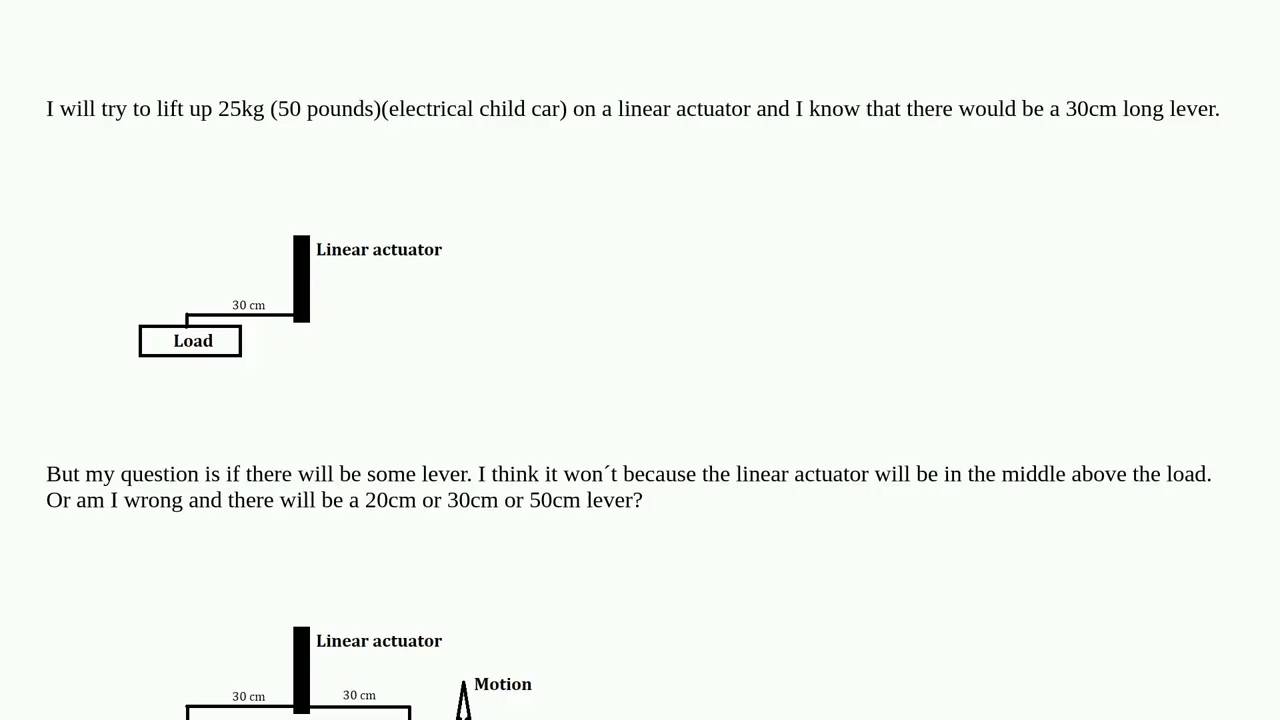 I will try to lift up 25kg (50 pounds)(electrical child car) on a linear actuator and I know that there would be a 30cm long lever.
Linear actuator
30 cm
Load
But my question is if there will be some lever. I think it won´t because the linear actuator will be in the middle above the load.
Or am I wrong and there will be a 20cm or 30cm or 50cm lever?
Linear actuator
Motion
30 cm
30 cm